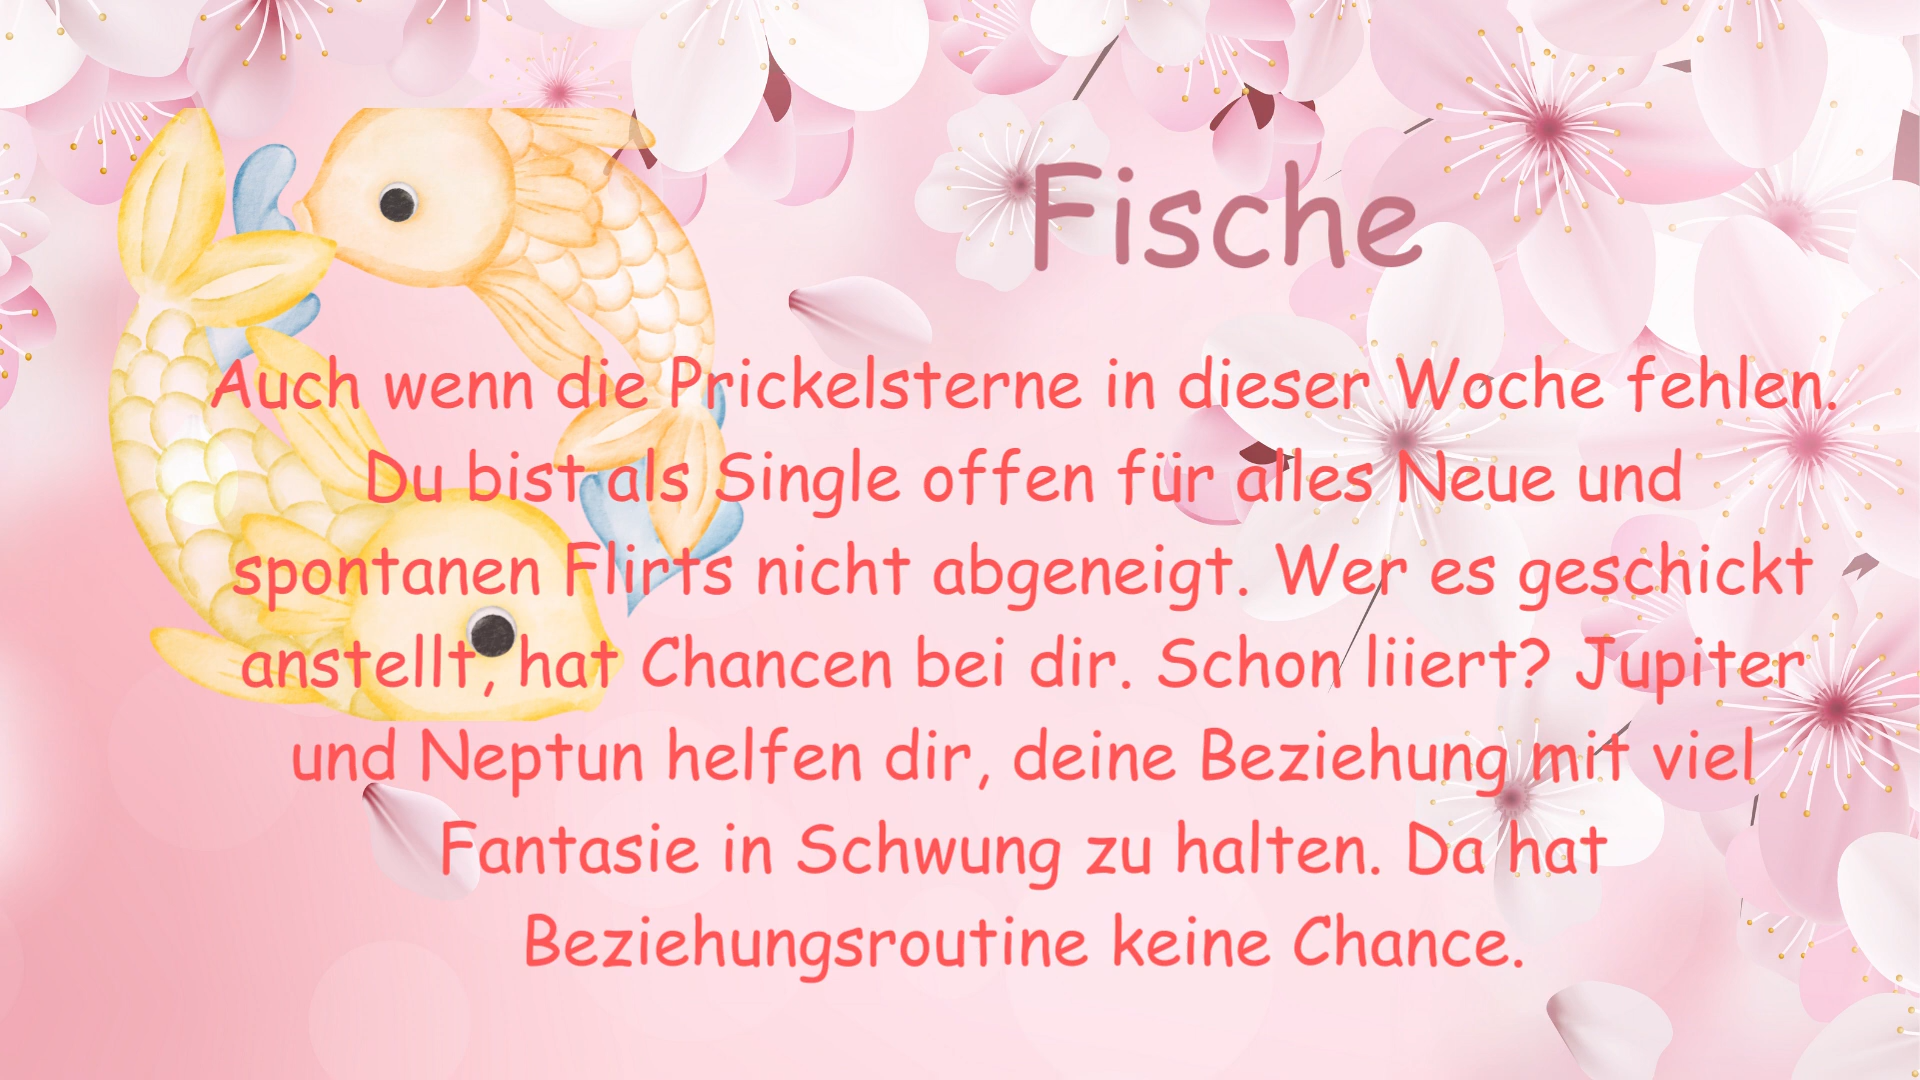 Fische
Auch wenn die Prickelsterne in dieser Woche fehlen.
Du bist als Single offen für alles Neue und
spontanen Flirts nicht abgeneigt. Wer es geschickt
anstellt, hat Chancen bei dir. Schon liiert? Jupiter
und Neptun helfen dir, deine Beziehung mit viel
Fantasie in Schwung zu halten. Da hat
Beziehungsroutine keine Chance.